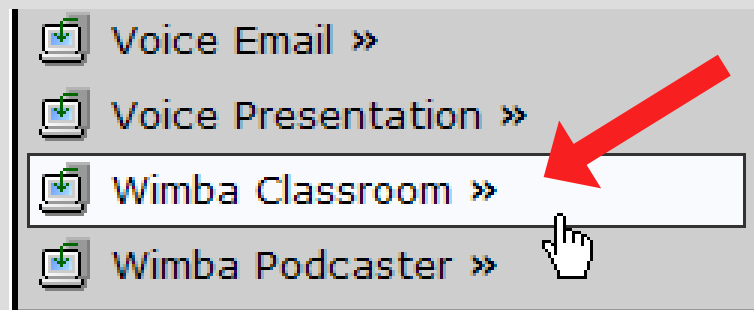 Voice Email »
Voice Presentation »
Wimba Classroom »
Wimba Podcaster »